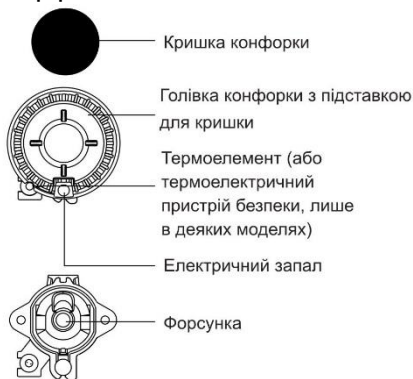 Кришка конфорки
Голівка конфорки з підставкою
для кришки
Термоелемент (або
термоелектричний
пристрій безпеки, лише
в деяких моделях)
Електричний запал
Форсунка